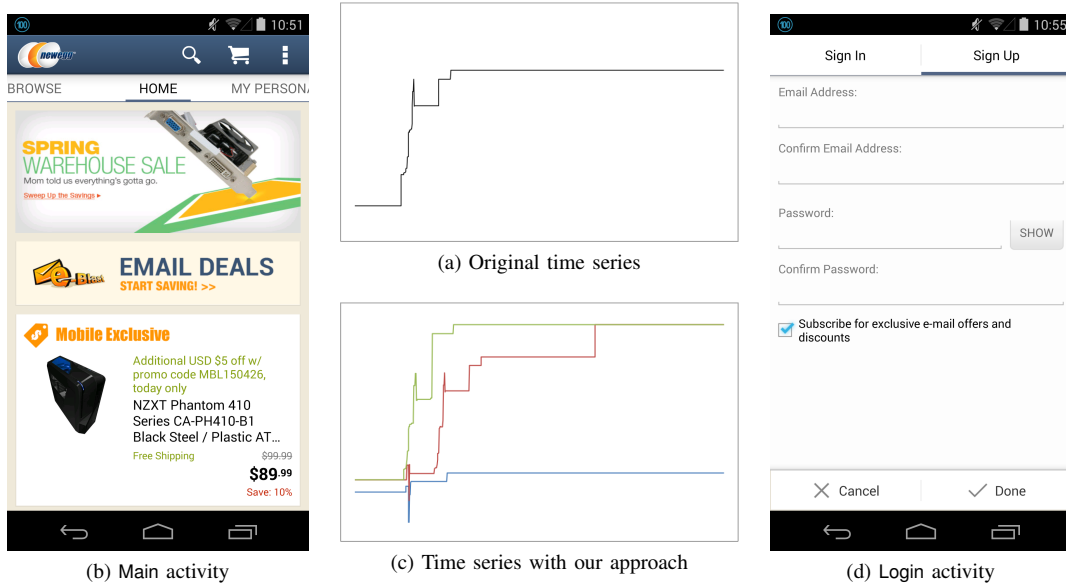 100
10:51
newegg
BROWSE
HOME
MY PERSONA
SPRING
WAREHOUSE SALE
Mom told us everything's gotta go.
Sweep Up the Savings ▸
e-Blast
EMAIL DEALS
START SAVING! >>
Mobile Exclusive
Additional USD $5 off w/
promo code MBL150426,
today only
NZXT Phantom 410
Series CA-PH410-B1
Black Steel / Plastic AT...
Free Shipping
$99.99
$89.99
Save: 10%
(b) Main activity
(a) Original time series
(c) Time series with our approach
100
10:55
Sign In
Sign Up
Email Address:
Confirm Email Address:
Password:
SHOW
Confirm Password:
Subscribe for exclusive e-mail offers and
discounts
Cancel
Done
(d) Login activity